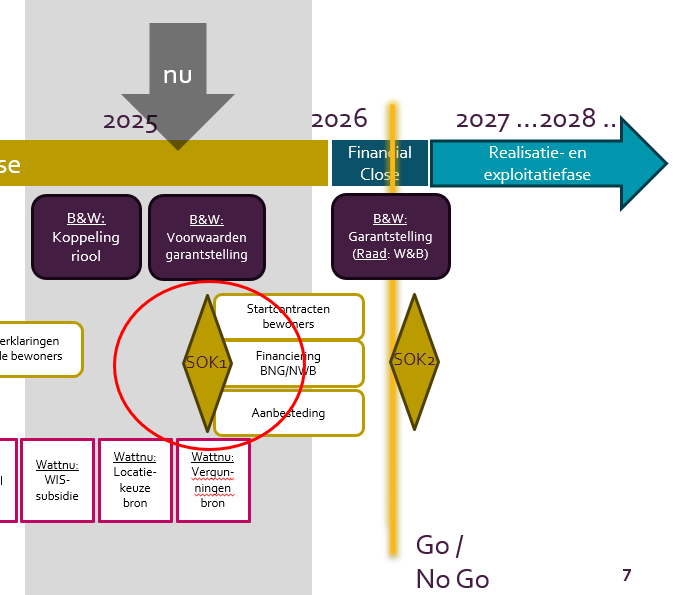 nu
2025
2026
2027 ...2028 ..
se
Financial
Close
Realisatie- en
exploitatiefase
B&W:
Koppeling
riool
B&W:
Voorwaarden
garantstelling
B&W:
Garantstelling
(Raad: W&B)
erklaringen
de bewoners
SOK1
Startcontracten
bewoners
Financiering
BNG/NWB
Aanbesteding
SOK2
l
Wattnu:
WIS-
subsidie
Wattnu:
Locatie-
keuze
bron
Wattnu:
Vergun-
ningen
bron
Go /
No Go
7